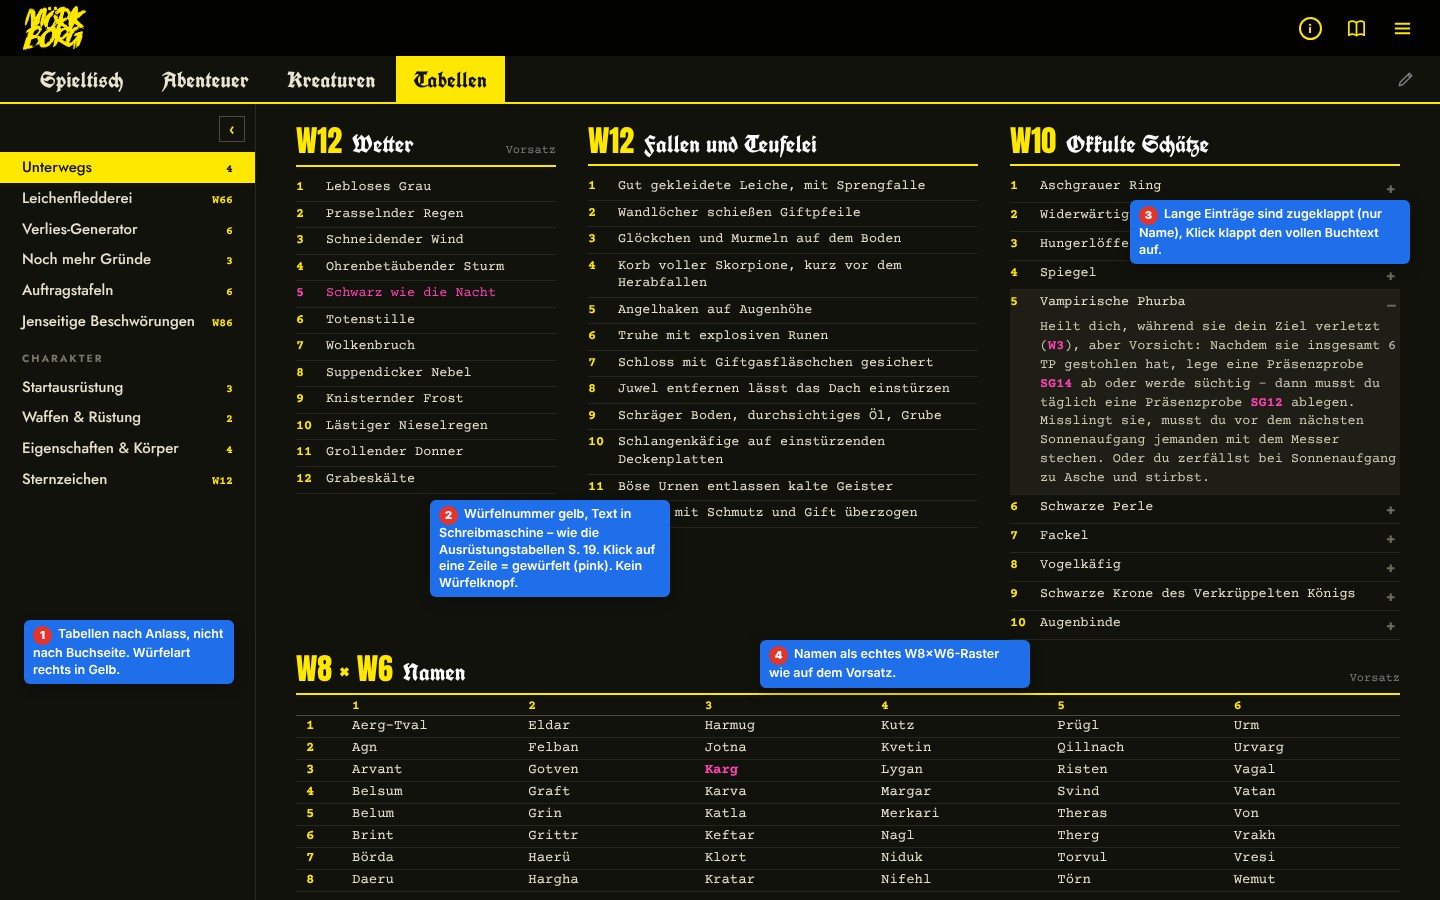 MÖRK
BORG
Spieltisch
Abenteuer
Kreaturen
Tabellen
‹
Unterwegs 4
Leichenfledderei W66
Verlies-Generator 6
Noch mehr Gründe 3
Auftragstafeln 6
Jenseitige Beschwörungen W86
CHARAKTER
Startausrüstung 3
Waffen & Rüstung 2
Eigenschaften & Körper 4
Sternzeichen W12
1 Tabellen nach Anlass, nicht
nach Buchseite. Würfelart
rechts in Gelb.
W12 Wetter Vorsatz
1 Lebloses Grau
2 Prasselnder Regen
3 Schneidender Wind
4 Ohrenbetäubender Sturm
5 Schwarz wie die Nacht
6 Totenstille
7 Wolkenbruch
8 Suppendicker Nebel
9 Knisternder Frost
10 Lästiger Nieselregen
11 Grollender Donner
12 Grabeskälte
2 Würfelnummer gelb, Text in
Schreibmaschine – wie die
Ausrüstungstabellen S. 19. Klick auf
eine Zeile = gewürfelt (pink). Kein
Würfelknopf.
W12 Fallen und Teufelei
1 Gut gekleidete Leiche, mit Sprengfalle
2 Wandlöcher schießen Giftpfeile
3 Glöckchen und Murmeln auf dem Boden
4 Korb voller Skorpione, kurz vor dem
Herabfallen
5 Angelhaken auf Augenhöhe
6 Truhe mit explosiven Runen
7 Schloss mit Giftgasfläschchen gesichert
8 Juwel entfernen lässt das Dach einstürzen
9 Schräger Boden, durchsichtiges Öl, Grube
10 Schlangenkäfige auf einstürzenden
Deckenplatten
11 Böse Urnen entlassen kalte Geister
mit Schmutz und Gift überzogen
W10 Okkulte Schätze
1 Aschgrauer Ring +
2 Widerwärtig
3 Hungerlöffe
3 Lange Einträge sind zugeklappt (nur
Name), Klick klappt den vollen Buchtext
auf.
4 Spiegel +
5 Vampirische Phurba –
Heilt dich, während sie dein Ziel verletzt
(W3), aber Vorsicht: Nachdem sie insgesamt 6
TP gestohlen hat, lege eine Präsenzprobe
SG14 ab oder werde süchtig – dann musst du
täglich eine Präsenzprobe SG12 ablegen.
Misslingt sie, musst du vor dem nächsten
Sonnenaufgang jemanden mit dem Messer
stechen. Oder du zerfällst bei Sonnenaufgang
zu Asche und stirbst.
6 Schwarze Perle +
7 Fackel +
8 Vogelkäfig +
9 Schwarze Krone des Verkrüppelten Königs +
10 Augenbinde +
4 Namen als echtes W8×W6-Raster
wie auf dem Vorsatz.
W8 × W6 Namen Vorsatz
1 2 3 4 5 6
1 Aerg-Tval Eldar Harmug Kutz Prügl Urm
2 Agn Felban Jotna Kvetin Qillnach Urvarg
3 Arvant Gotven Karg Lygan Risten Vagal
4 Belsum Graft Karva Margar Svind Vatan
5 Belum Grin Katla Merkari Theras Von
6 Brint Grittr Keftar Nagl Therg Vrakh
7 Börda Haerü Klort Niduk Torvul Vresi
8 Daeru Hargha Kratar Nifehl Törn Wemut